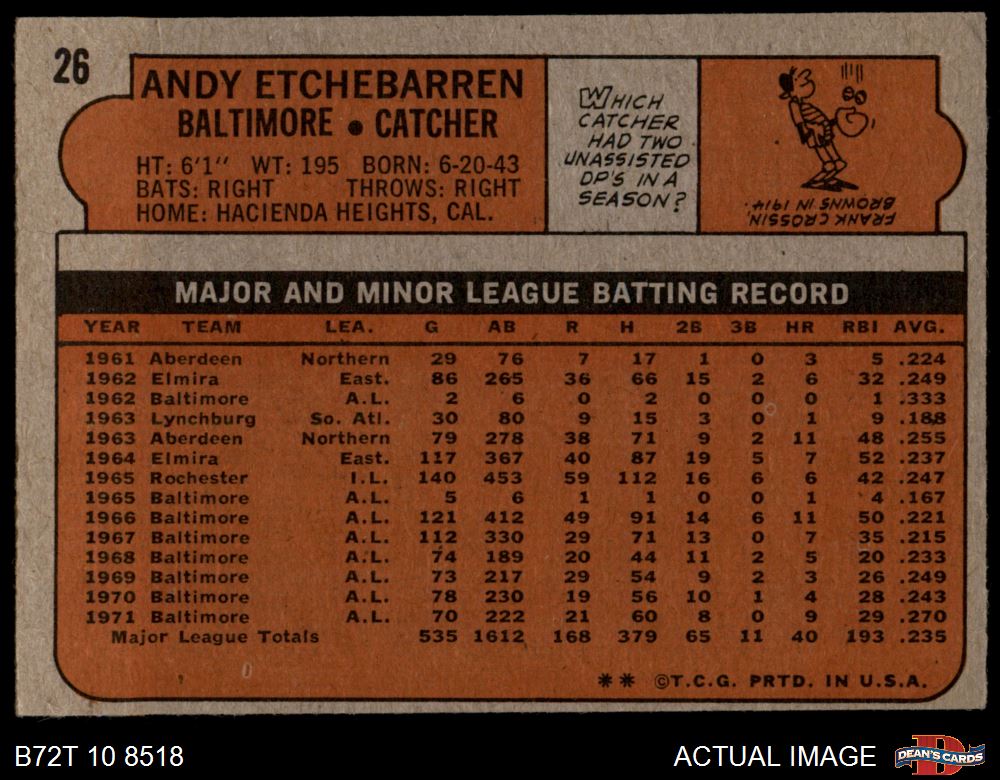 26
ANDY ETCHEBARREN
BALTIMORE • CATCHER
HT: 6'1" WT: 195 BORN: 6-20-43
BATS: RIGHT THROWS: RIGHT
HOME: HACIENDA HEIGHTS, CAL.
WHICH
CATCHER
HAD TWO
UNASSISTED
DP'S IN A
SEASON?
FRANK CROSSIN,
BROWNS IN 1914.
MAJOR AND MINOR LEAGUE BATTING RECORD
YEAR TEAM LEA. G AB R H 2B 3B HR RBI AVG.
1961 Aberdeen Northern 29 76 7 17 1 0 3 5 .224
1962 Elmira East. 86 265 36 66 15 2 6 32 .249
1962 Baltimore A.L. 2 6 0 2 0 0 0 1 .333
1963 Lynchburg So. Atl. 30 80 9 15 3 0 1 9 .188
1963 Aberdeen Northern 79 278 38 71 9 2 11 48 .255
1964 Elmira East. 117 367 40 87 19 5 7 52 .237
1965 Rochester I.L. 140 453 59 112 16 6 6 42 .247
1965 Baltimore A.L. 5 6 1 1 0 0 1 4 .167
1966 Baltimore A.L. 121 412 49 91 14 6 11 50 .221
1967 Baltimore A.L. 112 330 29 71 13 0 7 35 .215
1968 Baltimore A.L. 74 189 20 44 11 2 5 20 .233
1969 Baltimore A.L. 73 217 29 54 9 2 3 26 .249
1970 Baltimore A.L. 78 230 19 56 10 1 4 28 .243
1971 Baltimore A.L. 70 222 21 60 8 0 9 29 .270
Major League Totals 535 1612 168 379 65 11 40 193 .235
** ©T.C.G. PRTD. IN U.S.A.
B72T 10 8518
ACTUAL IMAGE
D
DEAN'S CARDS